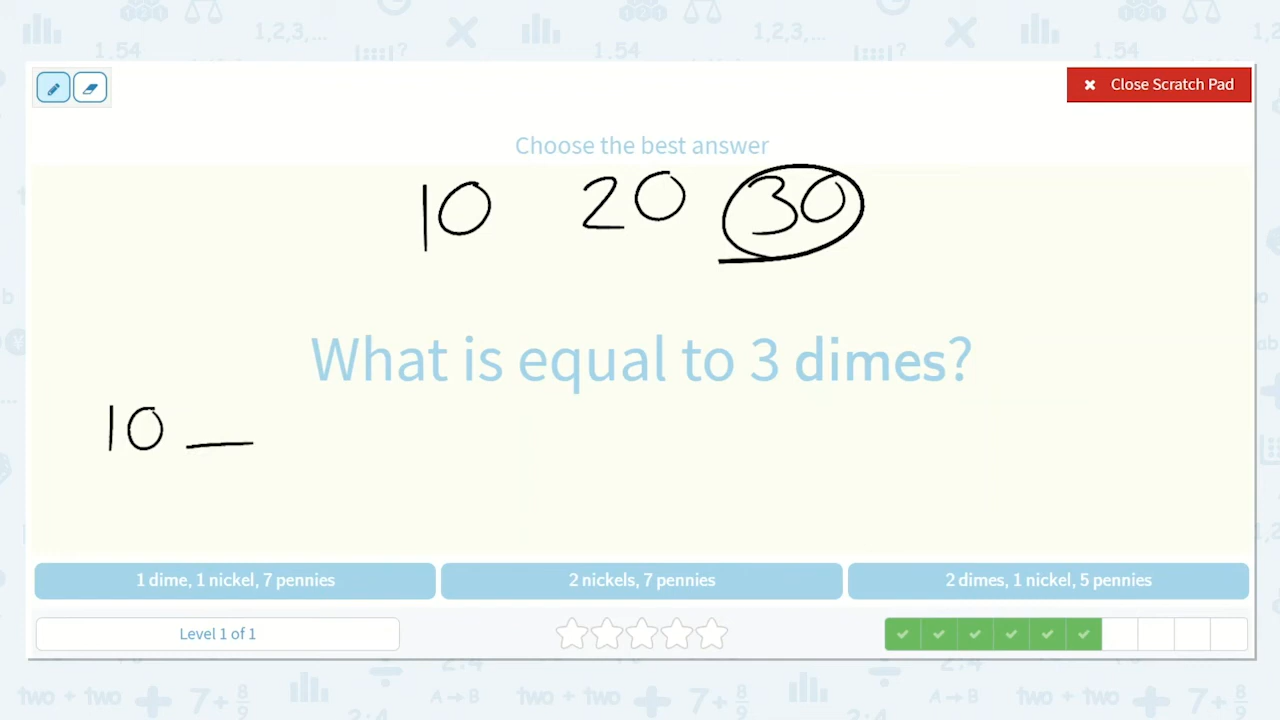 Close Scratch Pad
Choose the best answer
10 20 30
What is equal to 3 dimes?
10 __
1 dime, 1 nickel, 7 pennies
2 nickels, 7 pennies
2 dimes, 1 nickel, 5 pennies
Level 1 of 1